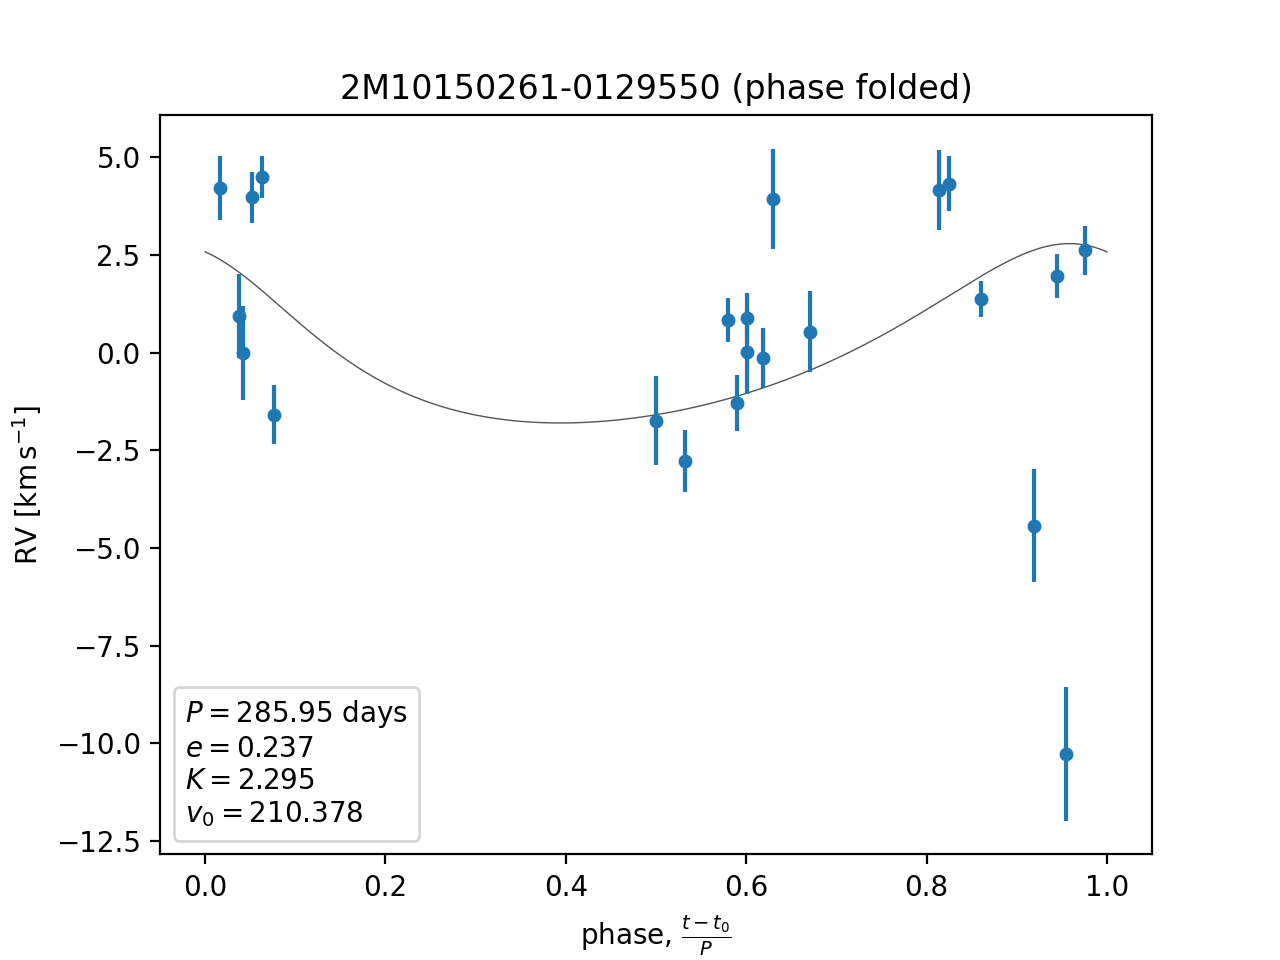 2M10150261-0129550 (phase folded)
5.0
2.5
0.0
−2.5
−5.0
−7.5
−10.0
−12.5
RV [km s⁻¹]
P = 285.95 days
e = 0.237
K = 2.295
v₀ = 210.378
0.0 0.2 0.4 0.6 0.8 1.0
phase, (t − t₀)/P